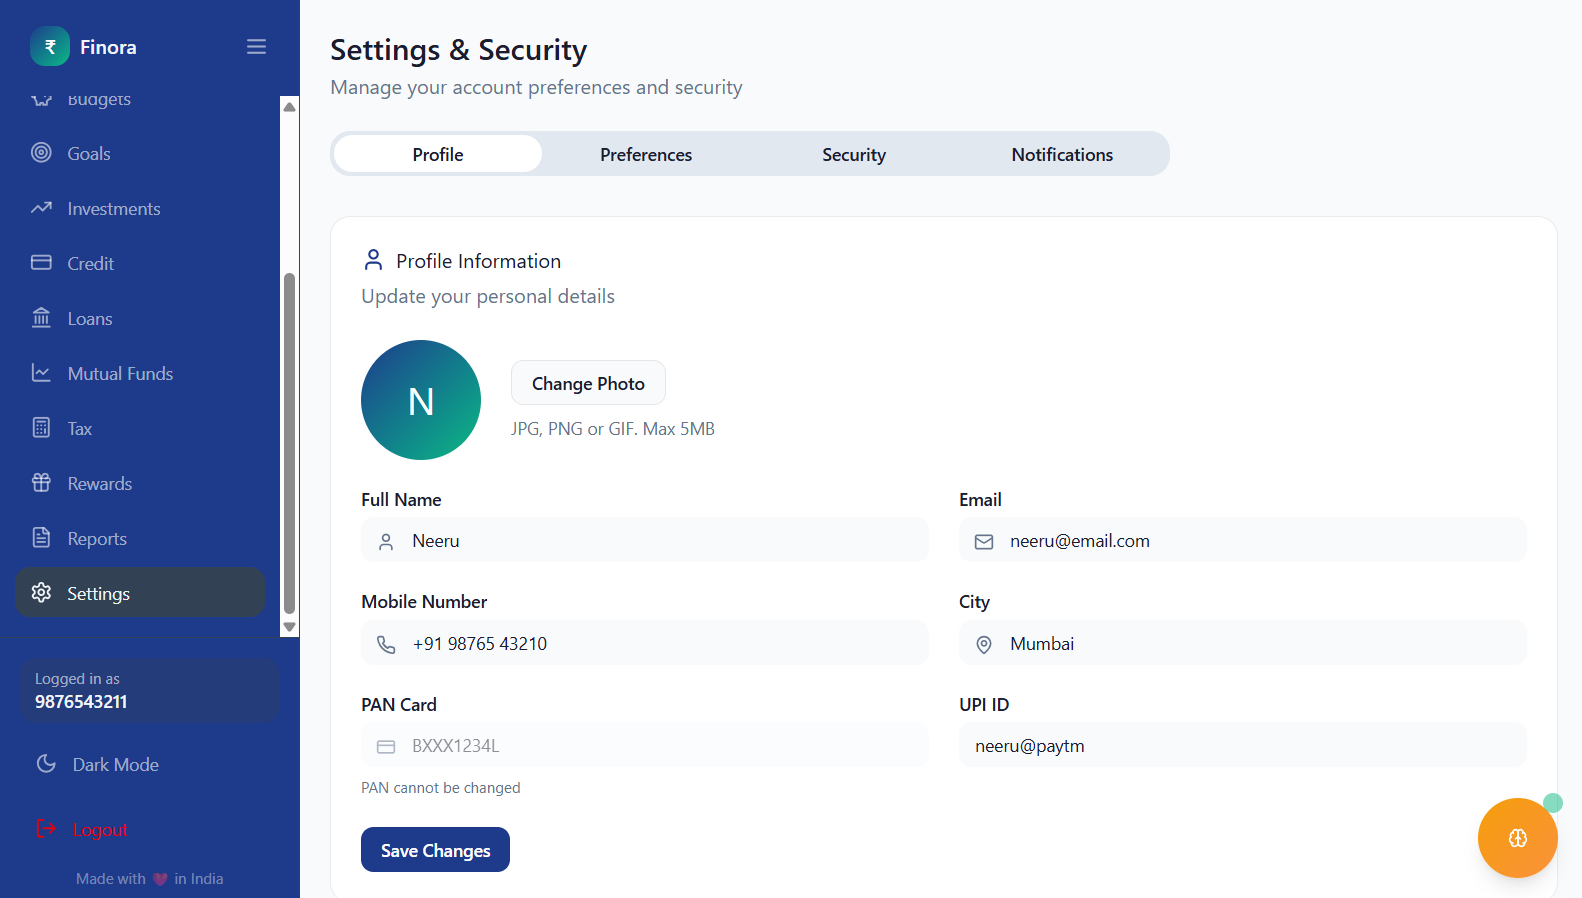 ₹ Finora
Budgets
Goals
Investments
Credit
Loans
Mutual Funds
Tax
Rewards
Reports
Settings
Logged in as
9876543211
Dark Mode
Logout
Made with 💗 in India
Settings & Security
Manage your account preferences and security
Profile Preferences Security Notifications
Profile Information
Update your personal details
N
Change Photo
JPG, PNG or GIF. Max 5MB
Full Name
Neeru
Email
neeru@email.com
Mobile Number
+91 98765 43210
City
Mumbai
PAN Card
BXXX1234L
PAN cannot be changed
UPI ID
neeru@paytm
Save Changes